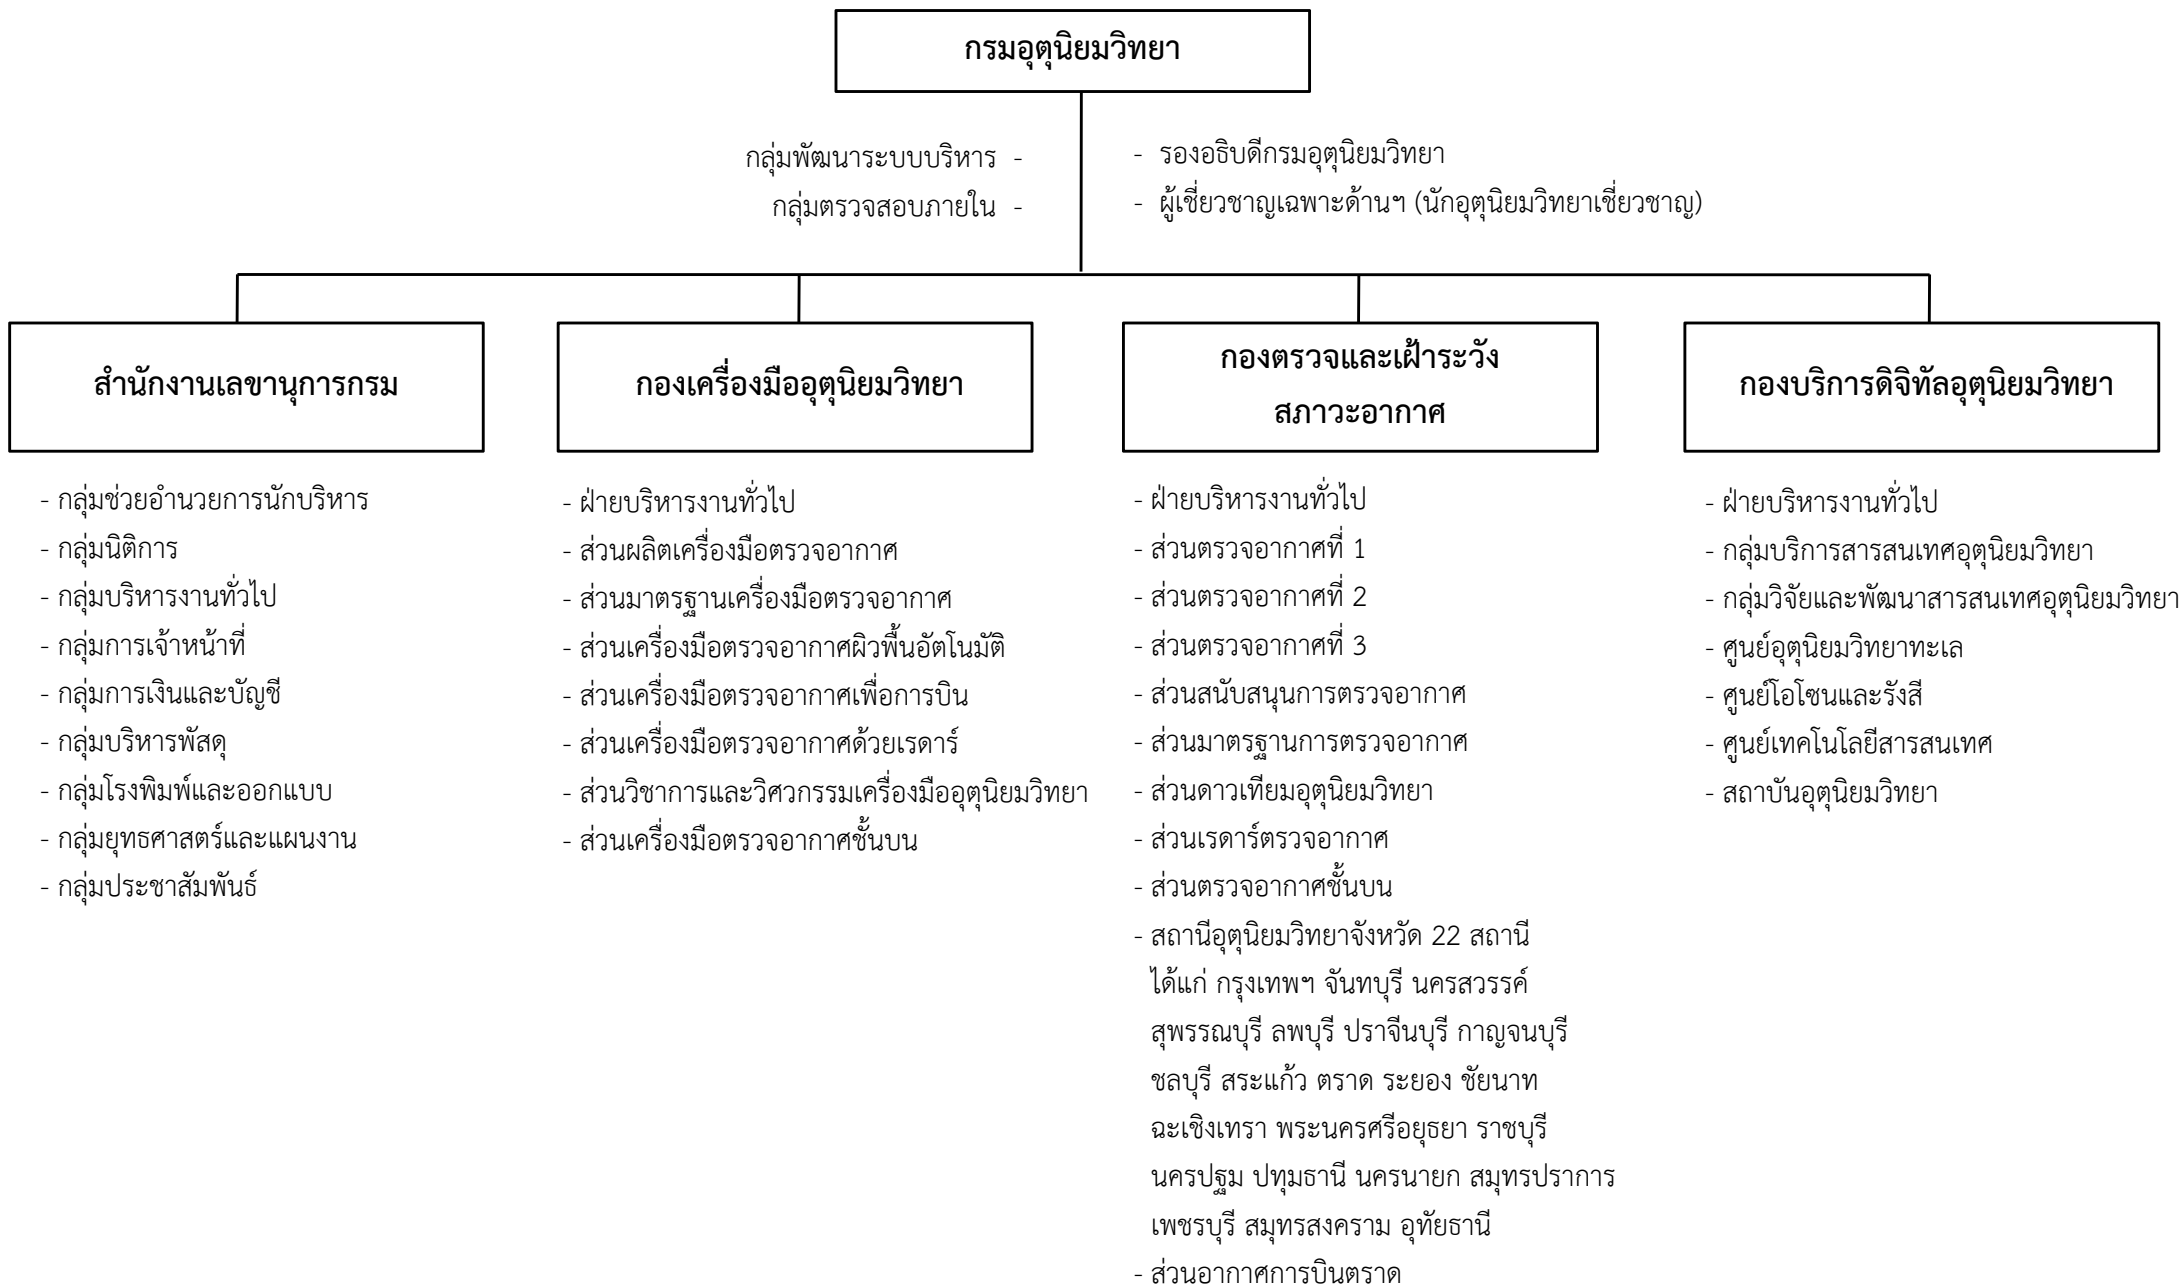 กรมอุตุนิยมวิทยา
กลุ่มพัฒนาระบบบริหาร -
กลุ่มตรวจสอบภายใน -
- รองอธิบดีกรมอุตุนิยมวิทยา
- ผู้เชี่ยวชาญเฉพาะด้านฯ (นักอุตุนิยมวิทยาเชี่ยวชาญ)
สำนักงานเลขานุการกรม
- กลุ่มช่วยอำนวยการนักบริหาร
- กลุ่มนิติการ
- กลุ่มบริหารงานทั่วไป
- กลุ่มการเจ้าหน้าที่
- กลุ่มการเงินและบัญชี
- กลุ่มบริหารพัสดุ
- กลุ่มโรงพิมพ์และออกแบบ
- กลุ่มยุทธศาสตร์และแผนงาน
- กลุ่มประชาสัมพันธ์
กองเครื่องมืออุตุนิยมวิทยา
- ฝ่ายบริหารงานทั่วไป
- ส่วนผลิตเครื่องมือตรวจอากาศ
- ส่วนมาตรฐานเครื่องมือตรวจอากาศ
- ส่วนเครื่องมือตรวจอากาศผิวพื้นอัตโนมัติ
- ส่วนเครื่องมือตรวจอากาศเพื่อการบิน
- ส่วนเครื่องมือตรวจอากาศด้วยเรดาร์
- ส่วนวิชาการและวิศวกรรมเครื่องมืออุตุนิยมวิทยา
- ส่วนเครื่องมือตรวจอากาศชั้นบน
กองตรวจและเฝ้าระวัง
สภาวะอากาศ
- ฝ่ายบริหารงานทั่วไป
- ส่วนตรวจอากาศที่ 1
- ส่วนตรวจอากาศที่ 2
- ส่วนตรวจอากาศที่ 3
- ส่วนสนับสนุนการตรวจอากาศ
- ส่วนมาตรฐานการตรวจอากาศ
- ส่วนดาวเทียมอุตุนิยมวิทยา
- ส่วนเรดาร์ตรวจอากาศ
- ส่วนตรวจอากาศชั้นบน
- สถานีอุตุนิยมวิทยาจังหวัด 22 สถานี
ได้แก่ กรุงเทพฯ จันทบุรี นครสวรรค์
สุพรรณบุรี ลพบุรี ปราจีนบุรี กาญจนบุรี
ชลบุรี สระแก้ว ตราด ระยอง ชัยนาท
ฉะเชิงเทรา พระนครศรีอยุธยา ราชบุรี
นครปฐม ปทุมธานี นครนายก สมุทรปราการ
เพชรบุรี สมุทรสงคราม อุทัยธานี
- ส่วนอากาศการบินตราด
กองบริการดิจิทัลอุตุนิยมวิทยา
- ฝ่ายบริหารงานทั่วไป
- กลุ่มบริการสารสนเทศอุตุนิยมวิทยา
- กลุ่มวิจัยและพัฒนาสารสนเทศอุตุนิยมวิทยา
- ศูนย์อุตุนิยมวิทยาทะเล
- ศูนย์โอโซนและรังสี
- ศูนย์เทคโนโลยีสารสนเทศ
- สถาบันอุตุนิยมวิทยา